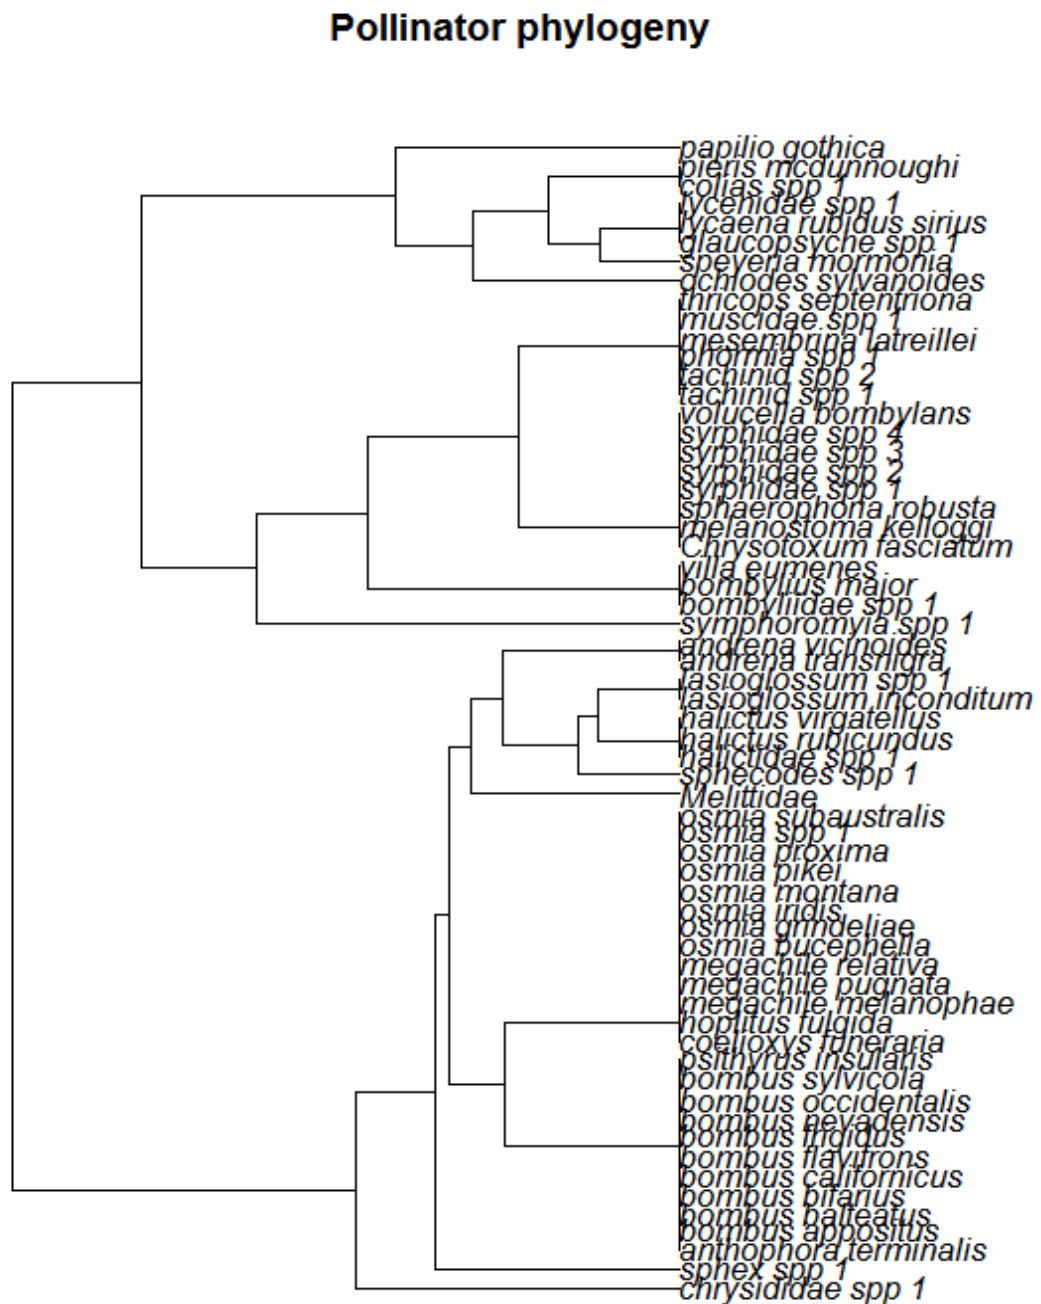 Pollinator phylogeny
papilio gothica
pieris mcdunnoughi
colias spp 1
lycenidae spp 1
lycaena rubidus sirius
glaucopsyche spp 1
speyeria mormonia
ochlodes sylvanoides
thricops septentriona
muscidae spp 1
mesembrina latreillei
phormia spp 1
tachinid spp 2
tachinid spp 1
volucella bombylans
syrphidae spp 4
syrphidae spp 3
syrphidae spp 2
syrphidae spp 1
sphaerophoria robusta
melanostoma kelloggi
Chrysotoxum fasciatum
villa eumenes
bombylius major
bombyliidae spp 1
symphoromyia spp 1
andrena vicinoides
andrena transnigra
lasioglossum spp 1
lasioglossum inconditum
halictus virgatellus
halictus rubicundus
halictidae spp 1
sphecodes spp 1
Melittidae
osmia subaustralis
osmia spp 1
osmia proxima
osmia pikei
osmia montana
osmia iridis
osmia grindeliae
osmia bucephella
megachile relativa
megachile pugnata
megachile melanophae
hoplitus fulgida
coelioxys funeraria
psithyrus insularis
bombus sylvicola
bombus occidentalis
bombus nevadensis
bombus frigidus
bombus flavifrons
bombus californicus
bombus bifarius
bombus balteatus
bombus appositus
anthophora terminalis
sphex spp 1
chrysididae spp 1